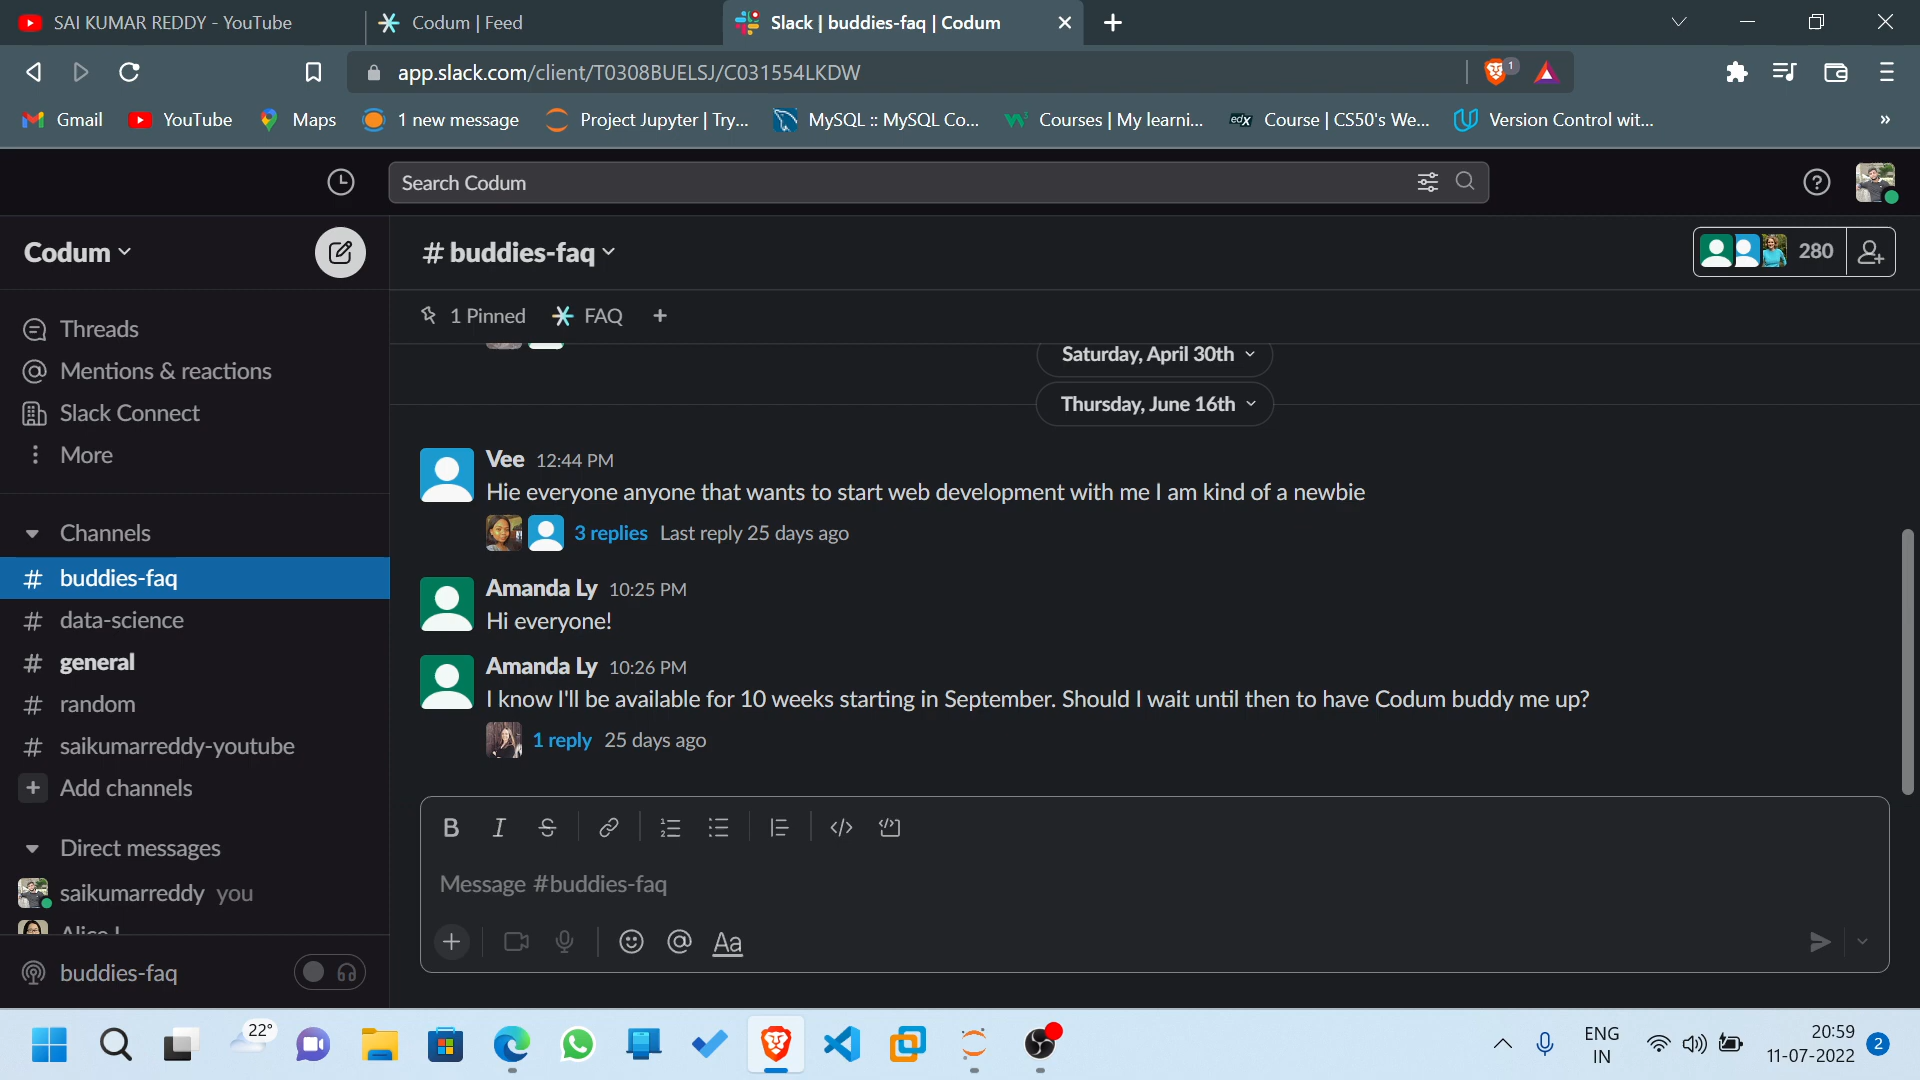 SAI KUMAR REDDY - YouTube
Codum | Feed
Slack | buddies-faq | Codum
app.slack.com/client/T0308BUELSJ/C031554LKDW
1
Gmail
YouTube
Maps
1 new message
Project Jupyter | Try...
MySQL :: MySQL Co...
Courses | My learni...
edX
Course | CS50's We...
Version Control wit...
»
Search Codum
Codum
# buddies-faq
280
Threads
Mentions & reactions
Slack Connect
More
1 Pinned
FAQ
+
Saturday, April 30th
Thursday, June 16th
Vee 12:44 PM
Hie everyone anyone that wants to start web development with me I am kind of a newbie
3 replies Last reply 25 days ago
Channels
# buddies-faq
# data-science
# general
# random
# saikumarreddy-youtube
+ Add channels
Amanda Ly 10:25 PM
Hi everyone!
Amanda Ly 10:26 PM
I know I'll be available for 10 weeks starting in September. Should I wait until then to have Codum buddy me up?
1 reply 25 days ago
Direct messages
saikumarreddy you
buddies-faq
B I S
Message #buddies-faq
+ @ Aa
22°
ENG
IN
20:59
11-07-2022
2